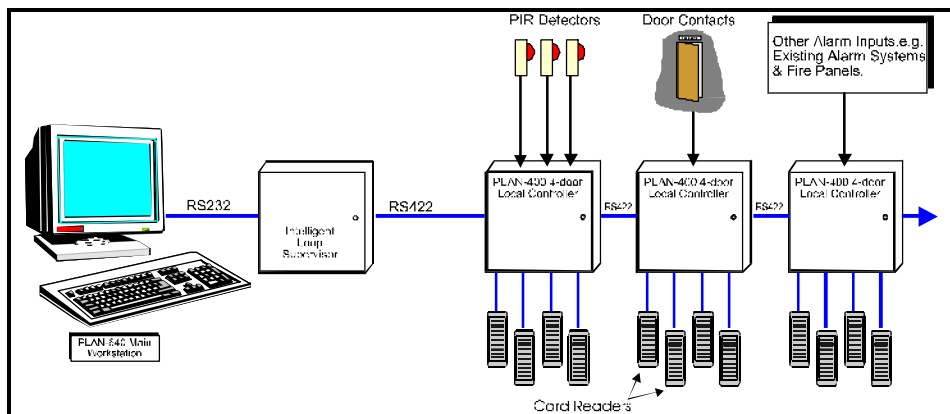 PIR Detectors
Door Contacts
Other Alarm Inputs.e.g.
Existing Alarm Systems
& Fire Panels.
PLAN-400 4-door
Local Controller
PLAN-400 4-door
Local Controller
PLAN-400 4-door
Local Controller
RS232
RS422
RS422
RS422
Intelligent
Loop
Supervisor
PLAN-640 Main
Workstation
Card Readers